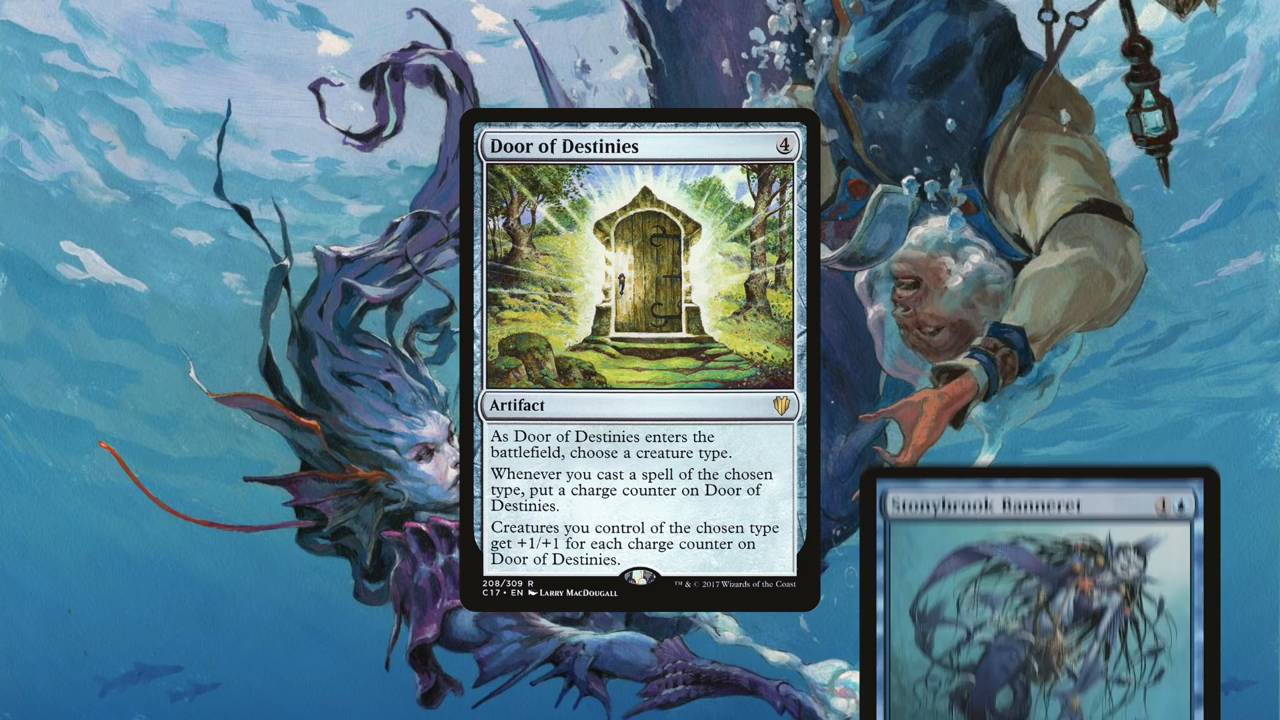 Door of Destinies 4
Artifact
As Door of Destinies enters the
battlefield, choose a creature type.
Whenever you cast a spell of the chosen
type, put a charge counter on Door of
Destinies.
Creatures you control of the chosen type
get +1/+1 for each charge counter on
Door of Destinies.
208/309 R
C17 • EN Larry MacDougall
™ & © 2017 Wizards of the Coast
Stonybrook Banneret 1